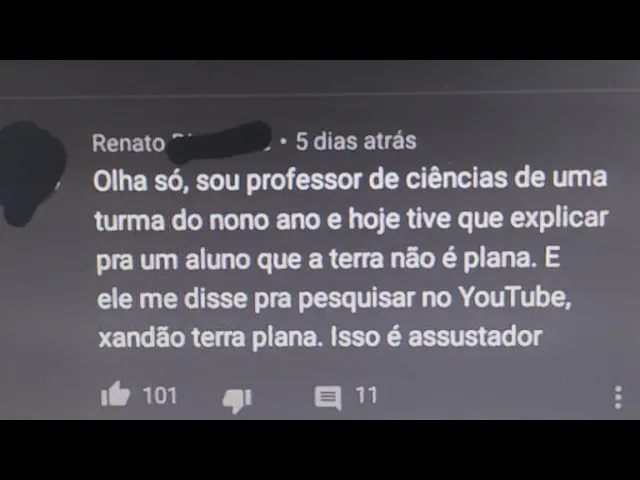 Renato • 5 dias atrás
Olha só, sou professor de ciências de uma
turma do nono ano e hoje tive que explicar
pra um aluno que a terra não é plana. E
ele me disse pra pesquisar no YouTube,
xandão terra plana. Isso é assustador
101 11